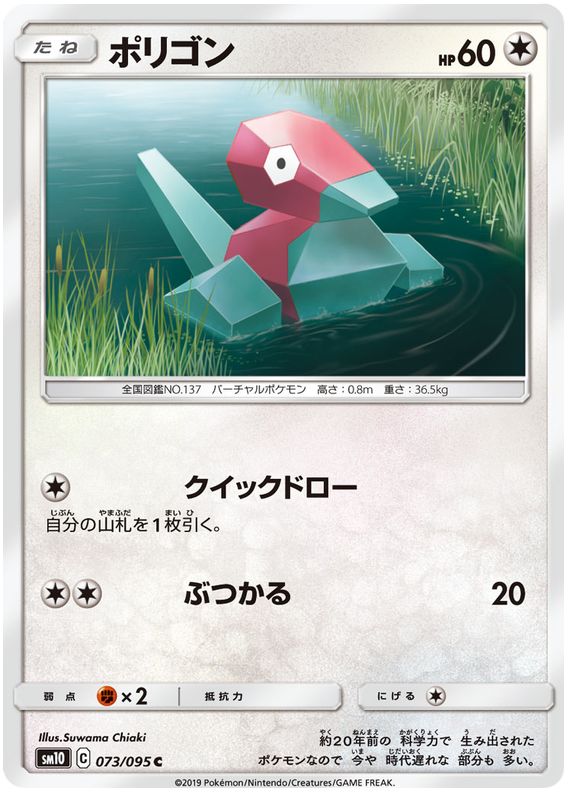 たね ポリゴン HP60
全国図鑑NO.137 バーチャルポケモン 高さ：0.8m 重さ：36.5kg
クイックドロー
自分の山札を1枚引く。
ぶつかる 20
弱点 ×2 抵抗力 にげる
Illus.Suwama Chiaki
sm10 C 073/095 C
約20年前の 科学力で 生み出された
ポケモンなので 今や 時代遅れな 部分も 多い。
©2019 Pokémon/Nintendo/Creatures/GAME FREAK.